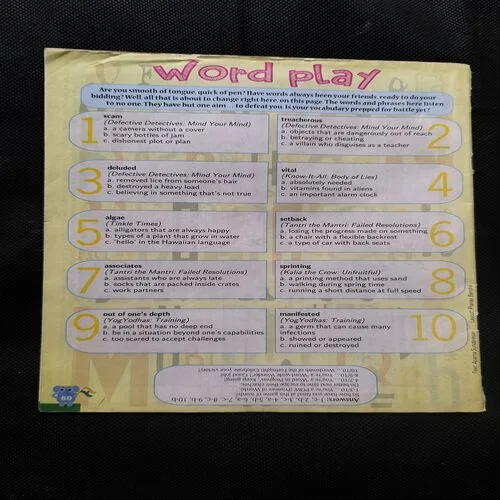 Word play
Are you smooth of tongue, quick of pen? Have words always been your friends, ready to do your
bidding? Well, all that is about to change right here, on this page. The words and phrases here listen
to no one. They have but one aim ... to defeat you. Is your vocabulary prepped for battle yet?
1
scam
(Defective Detectives: Mind Your Mind)
a. a camera without a cover
b. scary bottles of jam
c. dishonest plot or plan
2
treacherous
(Defective Detectives: Mind Your Mind)
a. objects that are dangerously out of reach
b. betraying or cheating
c. a villain who disguises as a teacher
3
deluded
(Defective Detectives: Mind Your Mind)
a. removed lice from someone's hair
b. destroyed a heavy load
c. believing in something that's not true
4
vital
(Know-It-All: Body of Lies)
a. absolutely needed
b. vitamins found in aliens
c. an important alarm clock
5
algae
(Tinkle Times)
a. alligators that are always happy
b. types of plant that grow in water
c. 'hello' in the Hawaiian language
6
setback
(Tantri the Mantri: Failed Resolutions)
a. losing the progress made on something
b. a chair with a flexible backrest
c. a type of car with back seats
7
associates
(Tantri the Mantri: Failed Resolutions)
a. assistants who are always late
b. socks that are packed inside crates
c. work partners
8
sprinting
(Kalia the Crow: Unfruitful)
a. a printing method that uses sand
b. walking during spring time
c. running a short distance at full speed
9
out of one's depth
(YogYodhas: Training)
a. a pool that has no deep end
b. be in a situation beyond one's capabilities
c. too scared to accept challenges
10
manifested
(YogYodhas: Training)
a. a germ that can cause many
infections
b. showed or appeared
c. ruined or destroyed
60
Answers: 1-c, 2-b, 3-c, 4-a, 5-b, 6-a, 7-c, 8-c, 9-b, 10-b